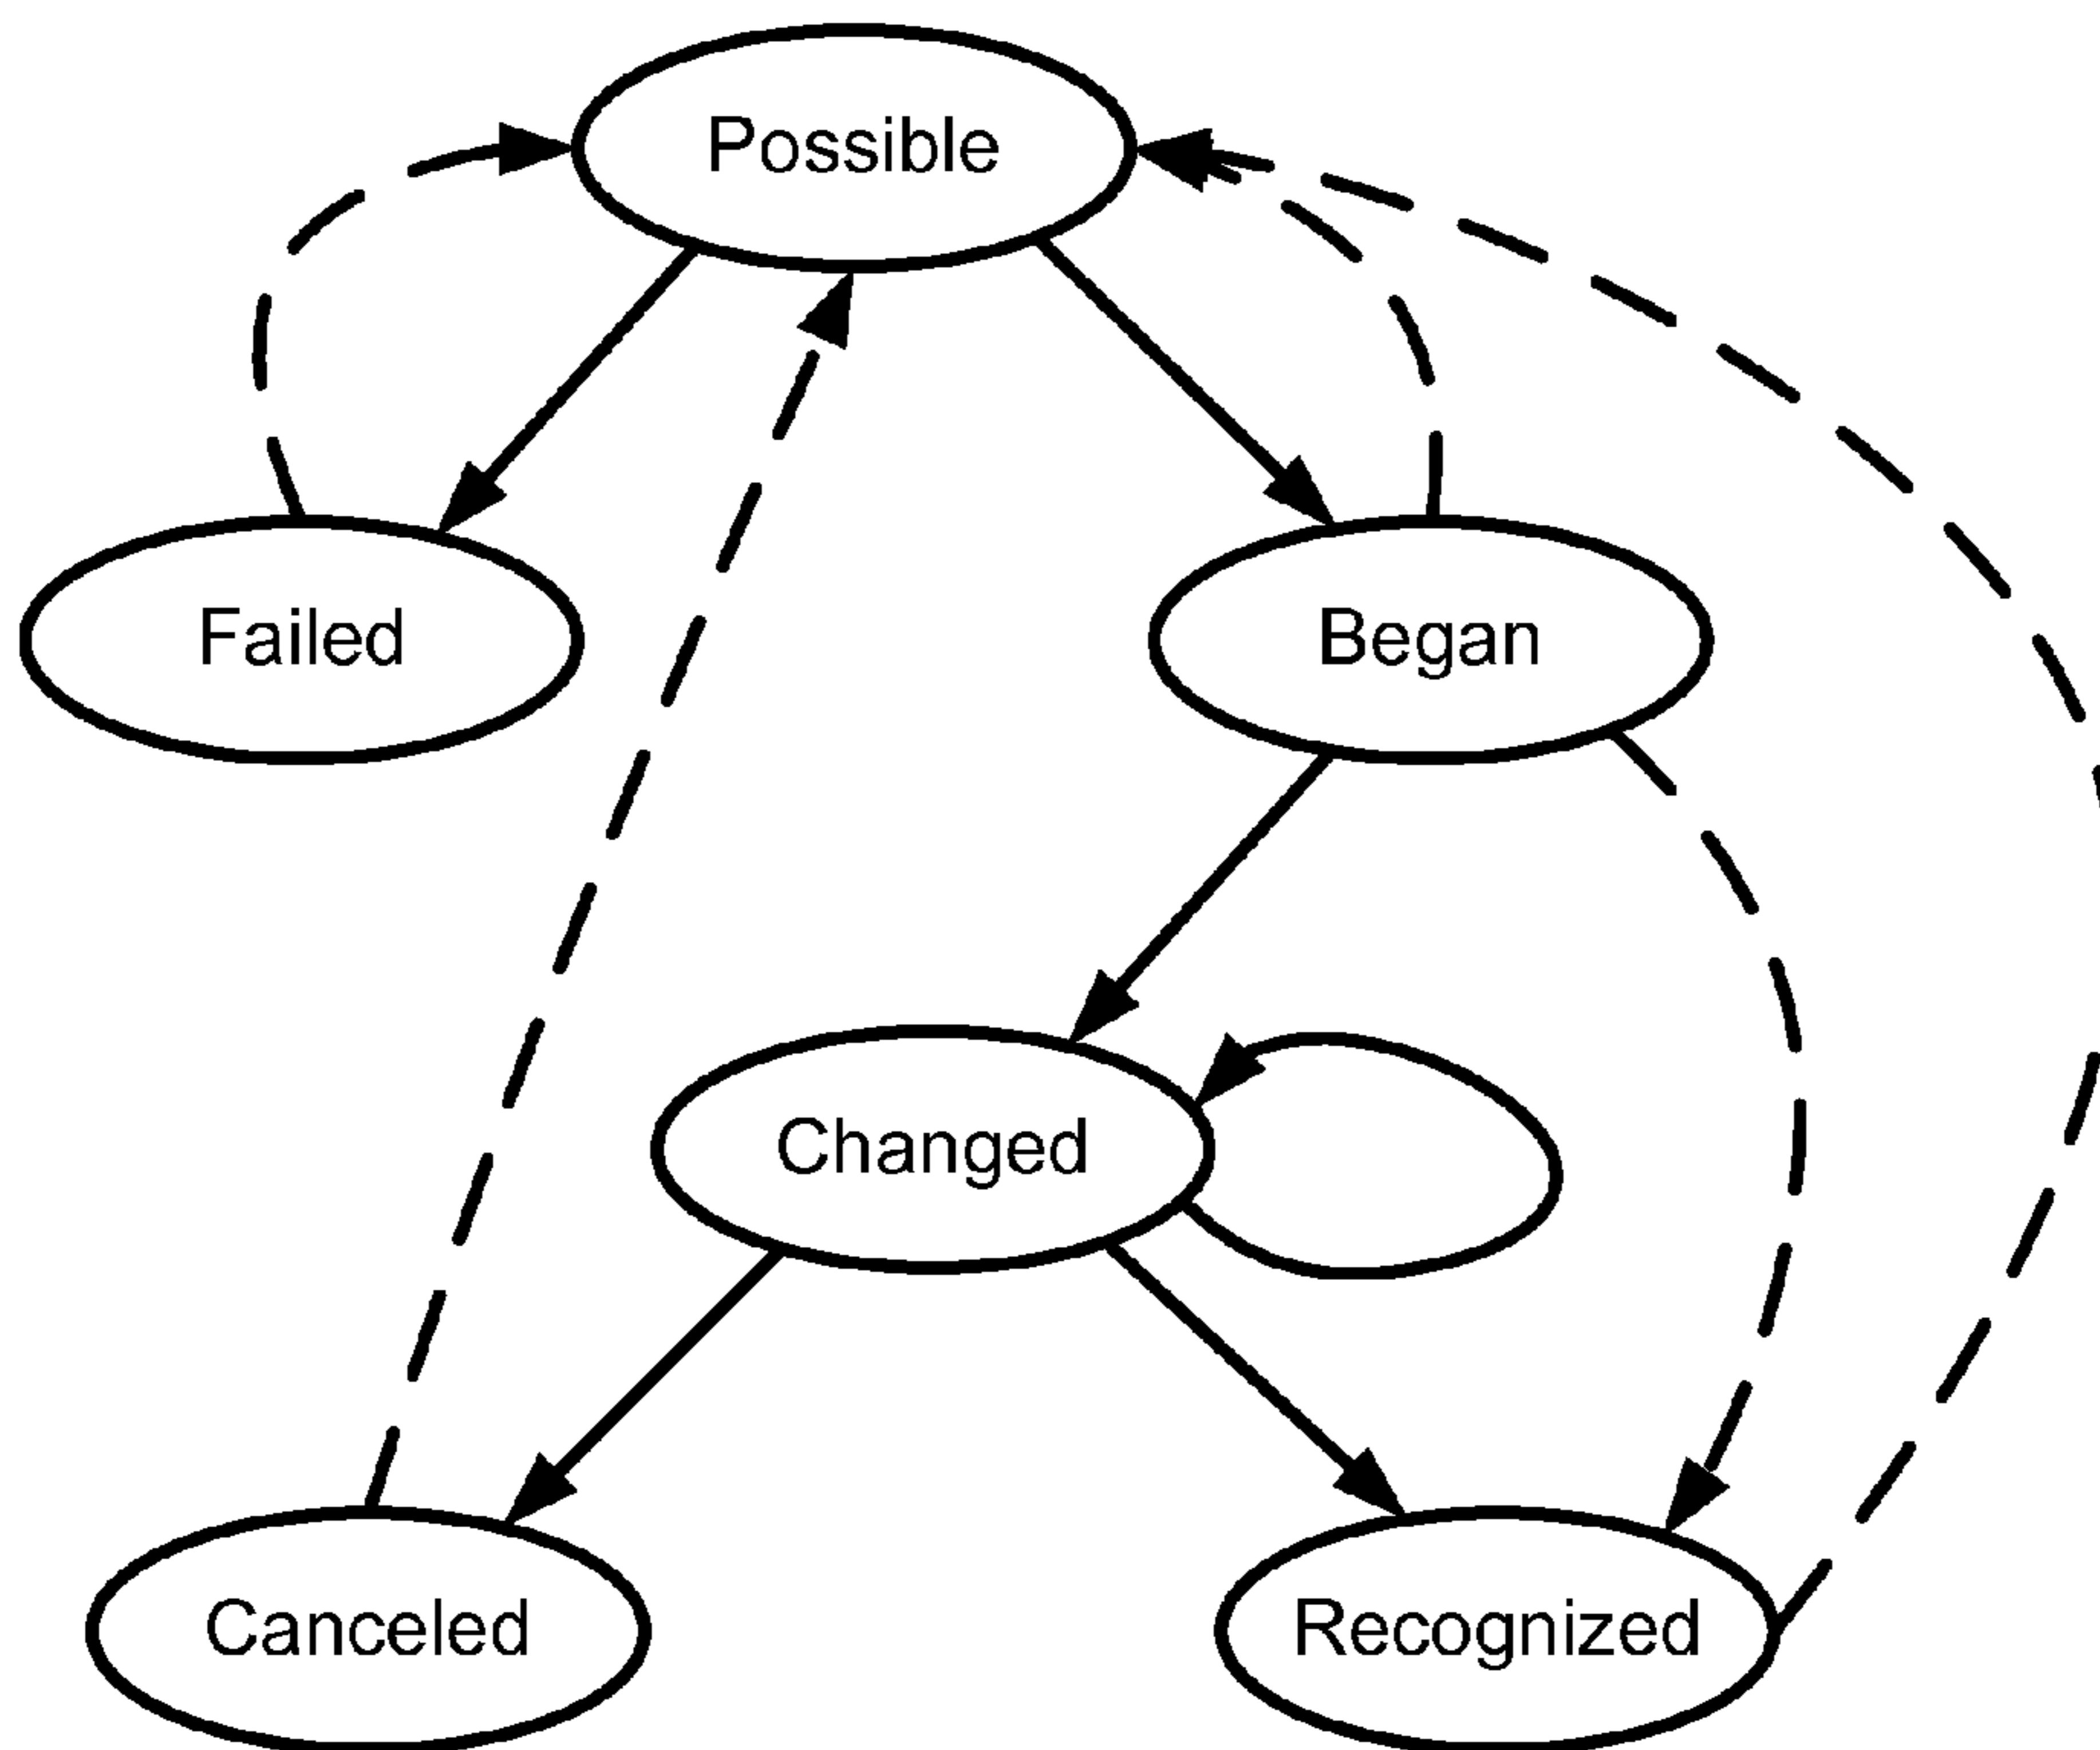 Possible
Failed
Began
Changed
Canceled
Recognized